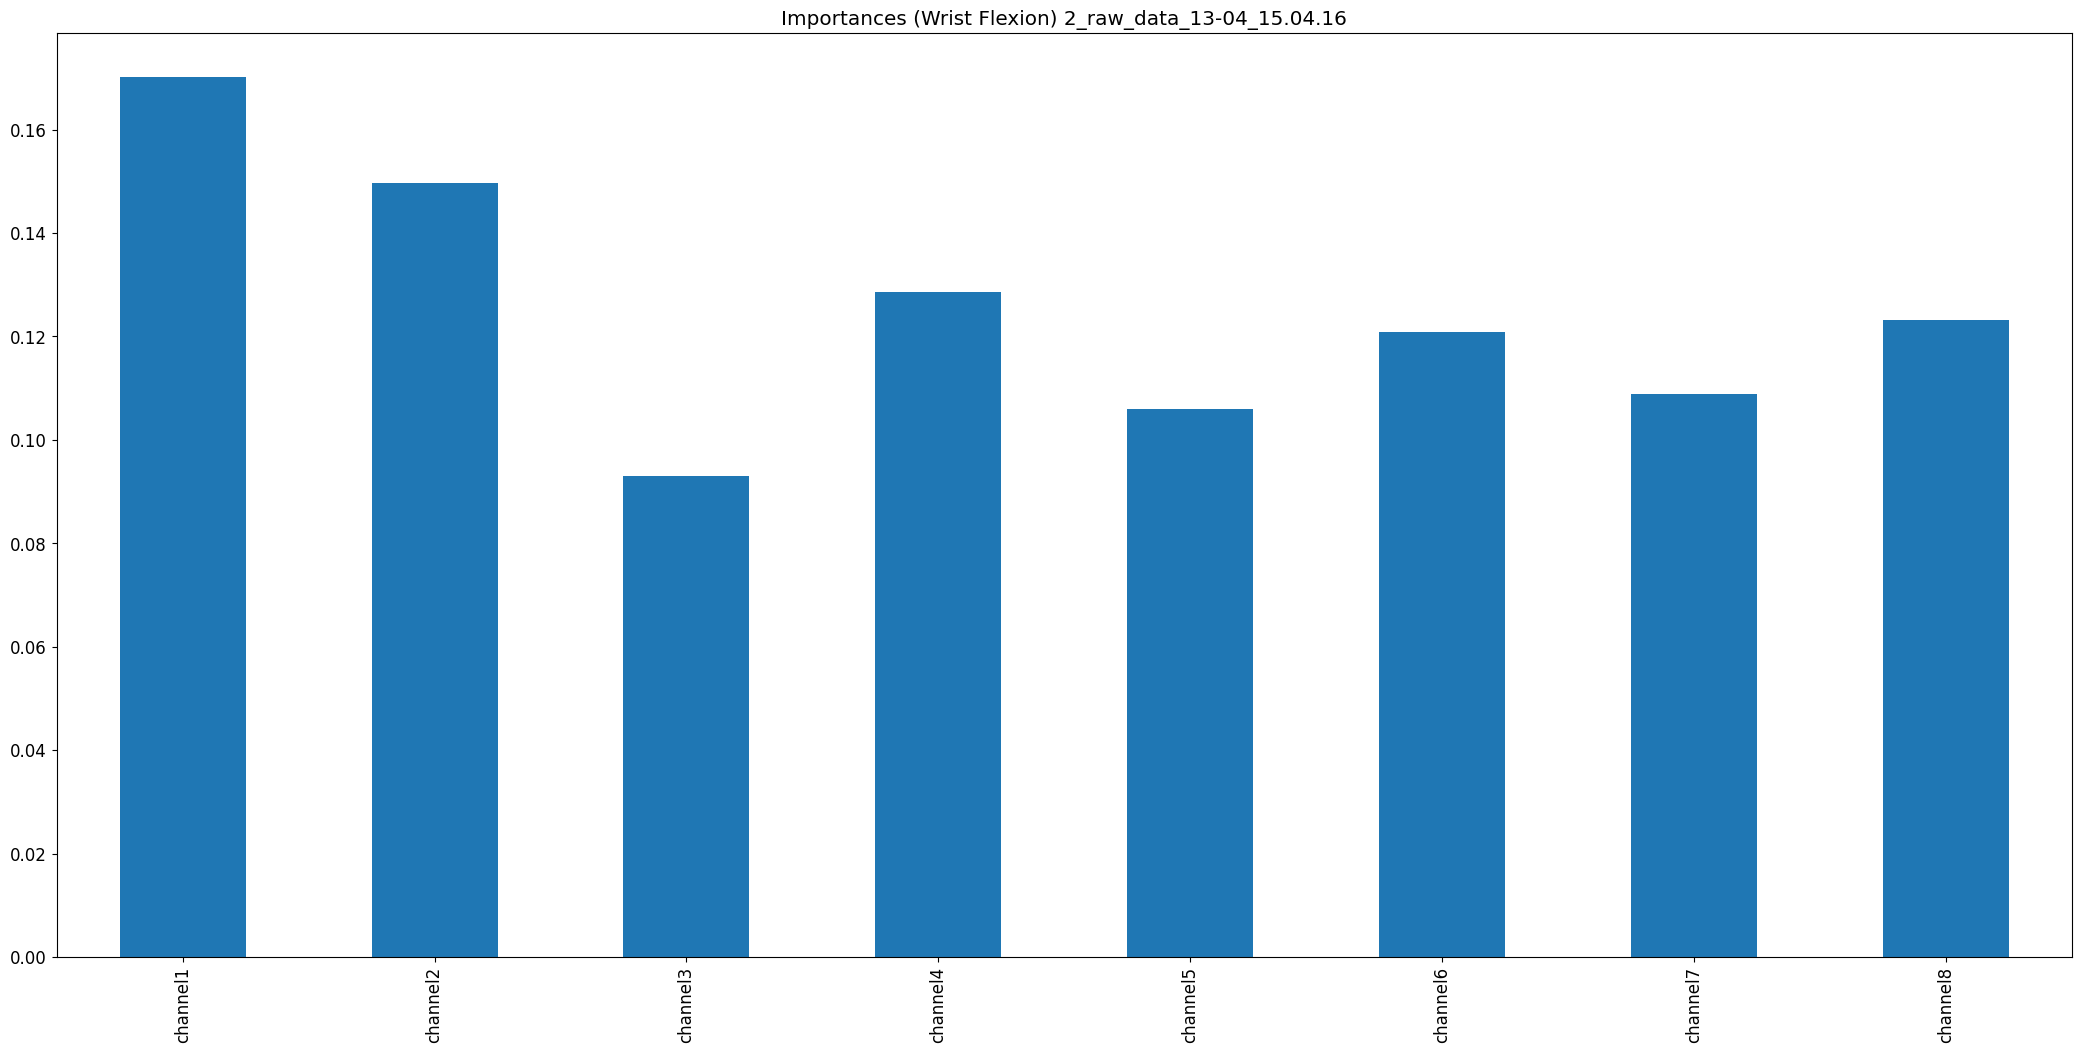 Importances (Wrist Flexion) 2_raw_data_13-04_15.04.16
0.16
0.14
0.12
0.10
0.08
0.06
0.04
0.02
0.00
channel1
channel2
channel3
channel4
channel5
channel6
channel7
channel8